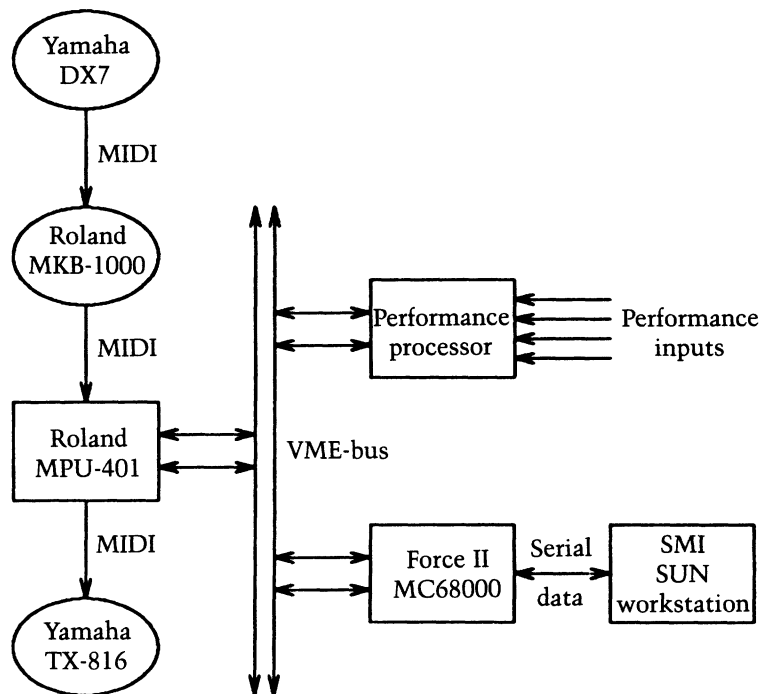 Yamaha
DX7
MIDI
Roland
MKB-1000
MIDI
Roland
MPU-401
MIDI
Yamaha
TX-816
VME-bus
Performance
processor
Performance
inputs
Force II
MC68000
Serial
data
SMI
SUN
workstation